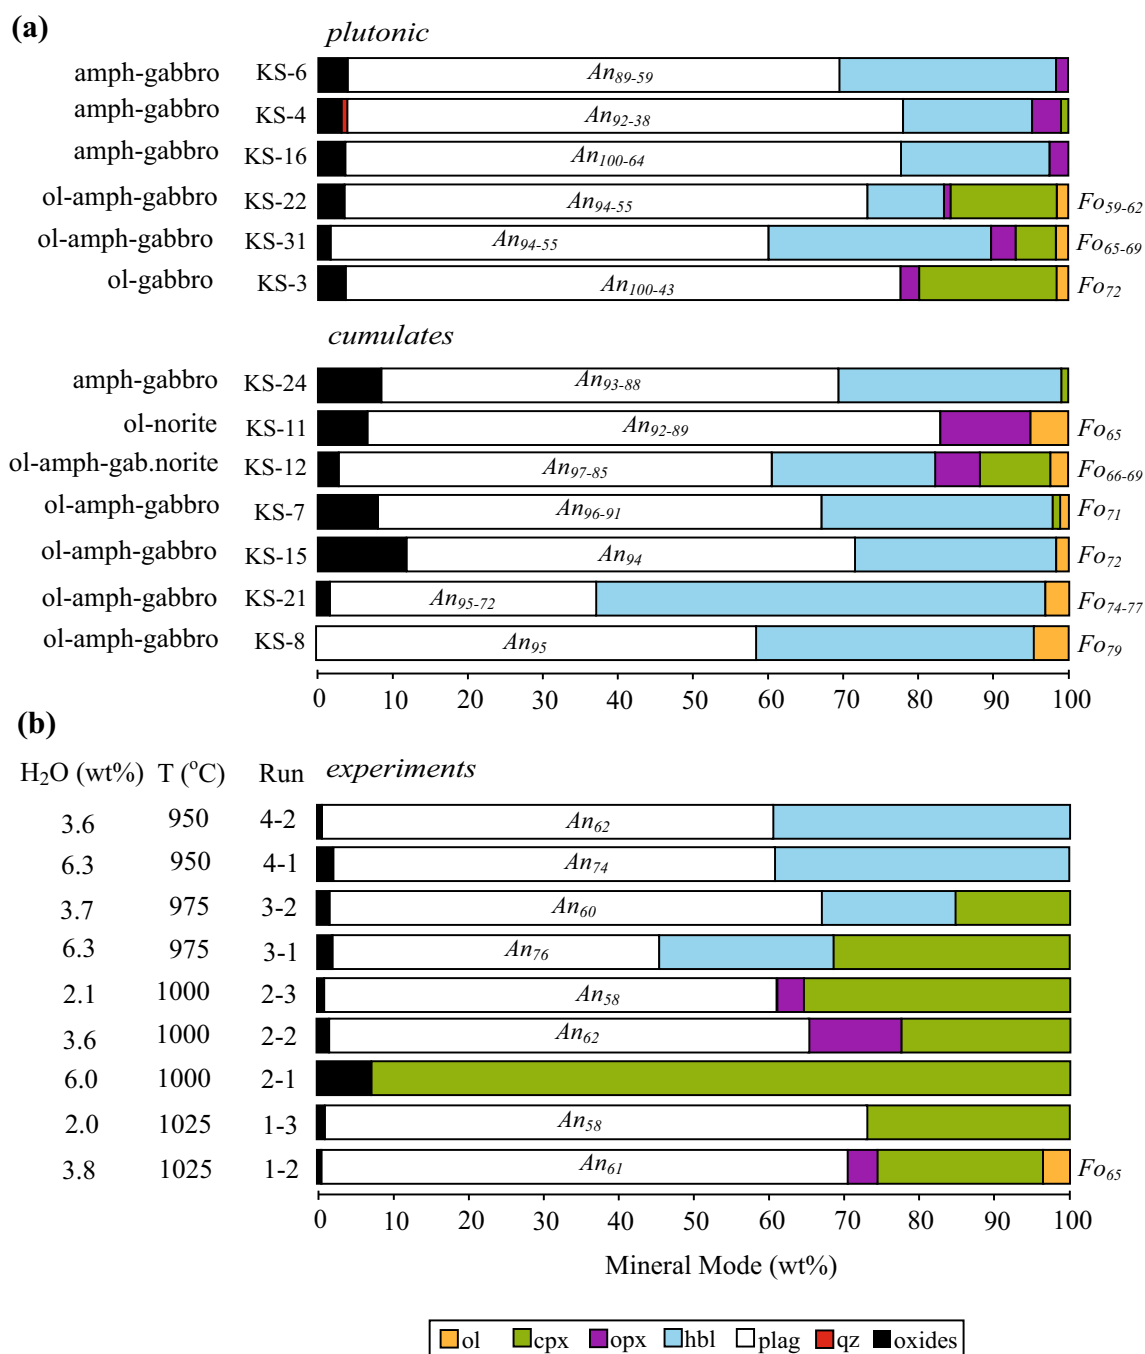 (a) plutonic
amph-gabbro KS-6 An89-59
amph-gabbro KS-4 An92-38
amph-gabbro KS-16 An100-64
ol-amph-gabbro KS-22 An94-55 Fo59-62
ol-amph-gabbro KS-31 An94-55 Fo65-69
ol-gabbro KS-3 An100-43 Fo72
cumulates
amph-gabbro KS-24 An93-88
ol-norite KS-11 An92-89 Fo65
ol-amph-gab.norite KS-12 An97-85 Fo66-69
ol-amph-gabbro KS-7 An96-91 Fo71
ol-amph-gabbro KS-15 An94 Fo72
ol-amph-gabbro KS-21 An95-72 Fo74-77
ol-amph-gabbro KS-8 An95 Fo79
0 10 20 30 40 50 60 70 80 90 100
(b)
H2O (wt%) T (°C) Run experiments
3.6 950 4-2 An62
6.3 950 4-1 An74
3.7 975 3-2 An60
6.3 975 3-1 An76
2.1 1000 2-3 An58
3.6 1000 2-2 An62
6.0 1000 2-1
2.0 1025 1-3 An58
3.8 1025 1-2 An61 Fo65
0 10 20 30 40 50 60 70 80 90 100
Mineral Mode (wt%)
ol cpx opx hbl plag qz oxides